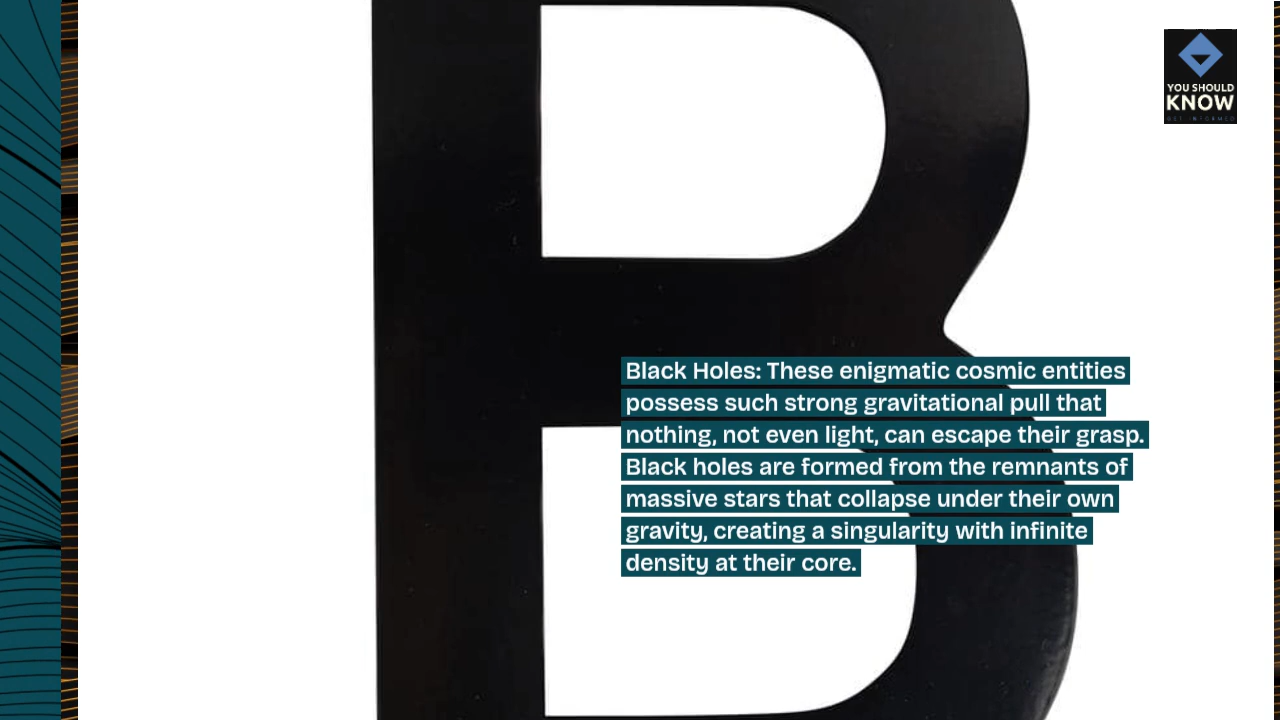 B
YOU SHOULD
KNOW
GET INFORMED
Black Holes: These enigmatic cosmic entities
possess such strong gravitational pull that
nothing, not even light, can escape their grasp.
Black holes are formed from the remnants of
massive stars that collapse under their own
gravity, creating a singularity with infinite
density at their core.